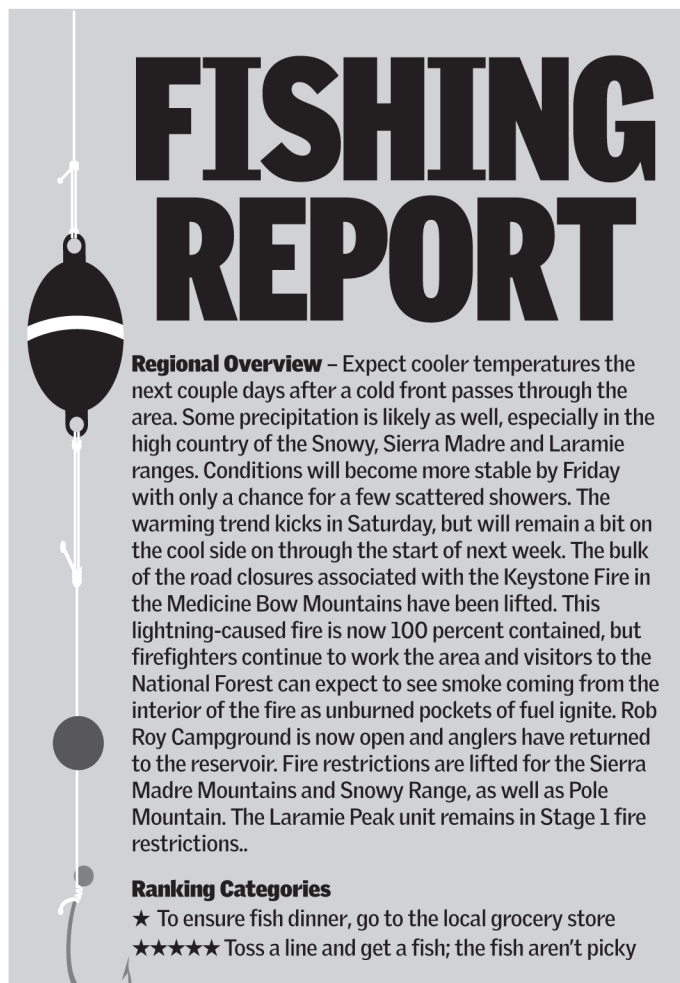 FISHING
REPORT
Regional Overview – Expect cooler temperatures the
next couple days after a cold front passes through the
area. Some precipitation is likely as well, especially in the
high country of the Snowy, Sierra Madre and Laramie
ranges. Conditions will become more stable by Friday
with only a chance for a few scattered showers. The
warming trend kicks in Saturday, but will remain a bit on
the cool side on through the start of next week. The bulk
of the road closures associated with the Keystone Fire in
the Medicine Bow Mountains have been lifted. This
lightning-caused fire is now 100 percent contained, but
firefighters continue to work the area and visitors to the
National Forest can expect to see smoke coming from the
interior of the fire as unburned pockets of fuel ignite. Rob
Roy Campground is now open and anglers have returned
to the reservoir. Fire restrictions are lifted for the Sierra
Madre Mountains and Snowy Range, as well as Pole
Mountain. The Laramie Peak unit remains in Stage 1 fire
restrictions..
Ranking Categories
★ To ensure fish dinner, go to the local grocery store
★★★★★ Toss a line and get a fish; the fish aren’t picky